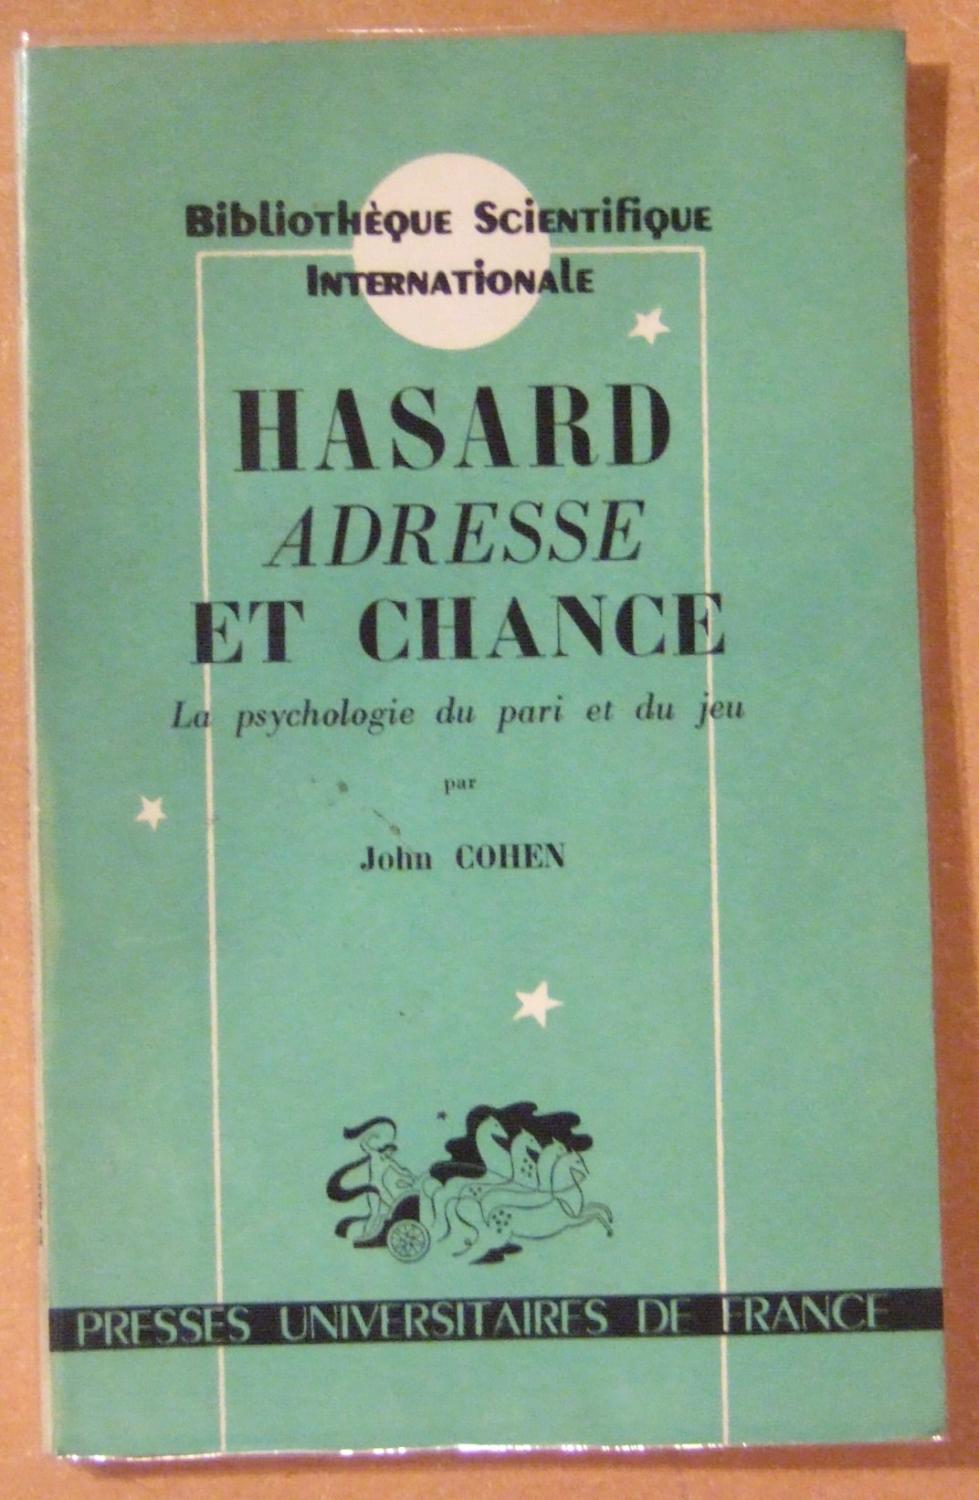 Bibliothèque Scientifique
Internationale
HASARD
ADRESSE
ET CHANCE
La psychologie du pari et du jeu
par
John COHEN
PRESSES UNIVERSITAIRES DE FRANCE